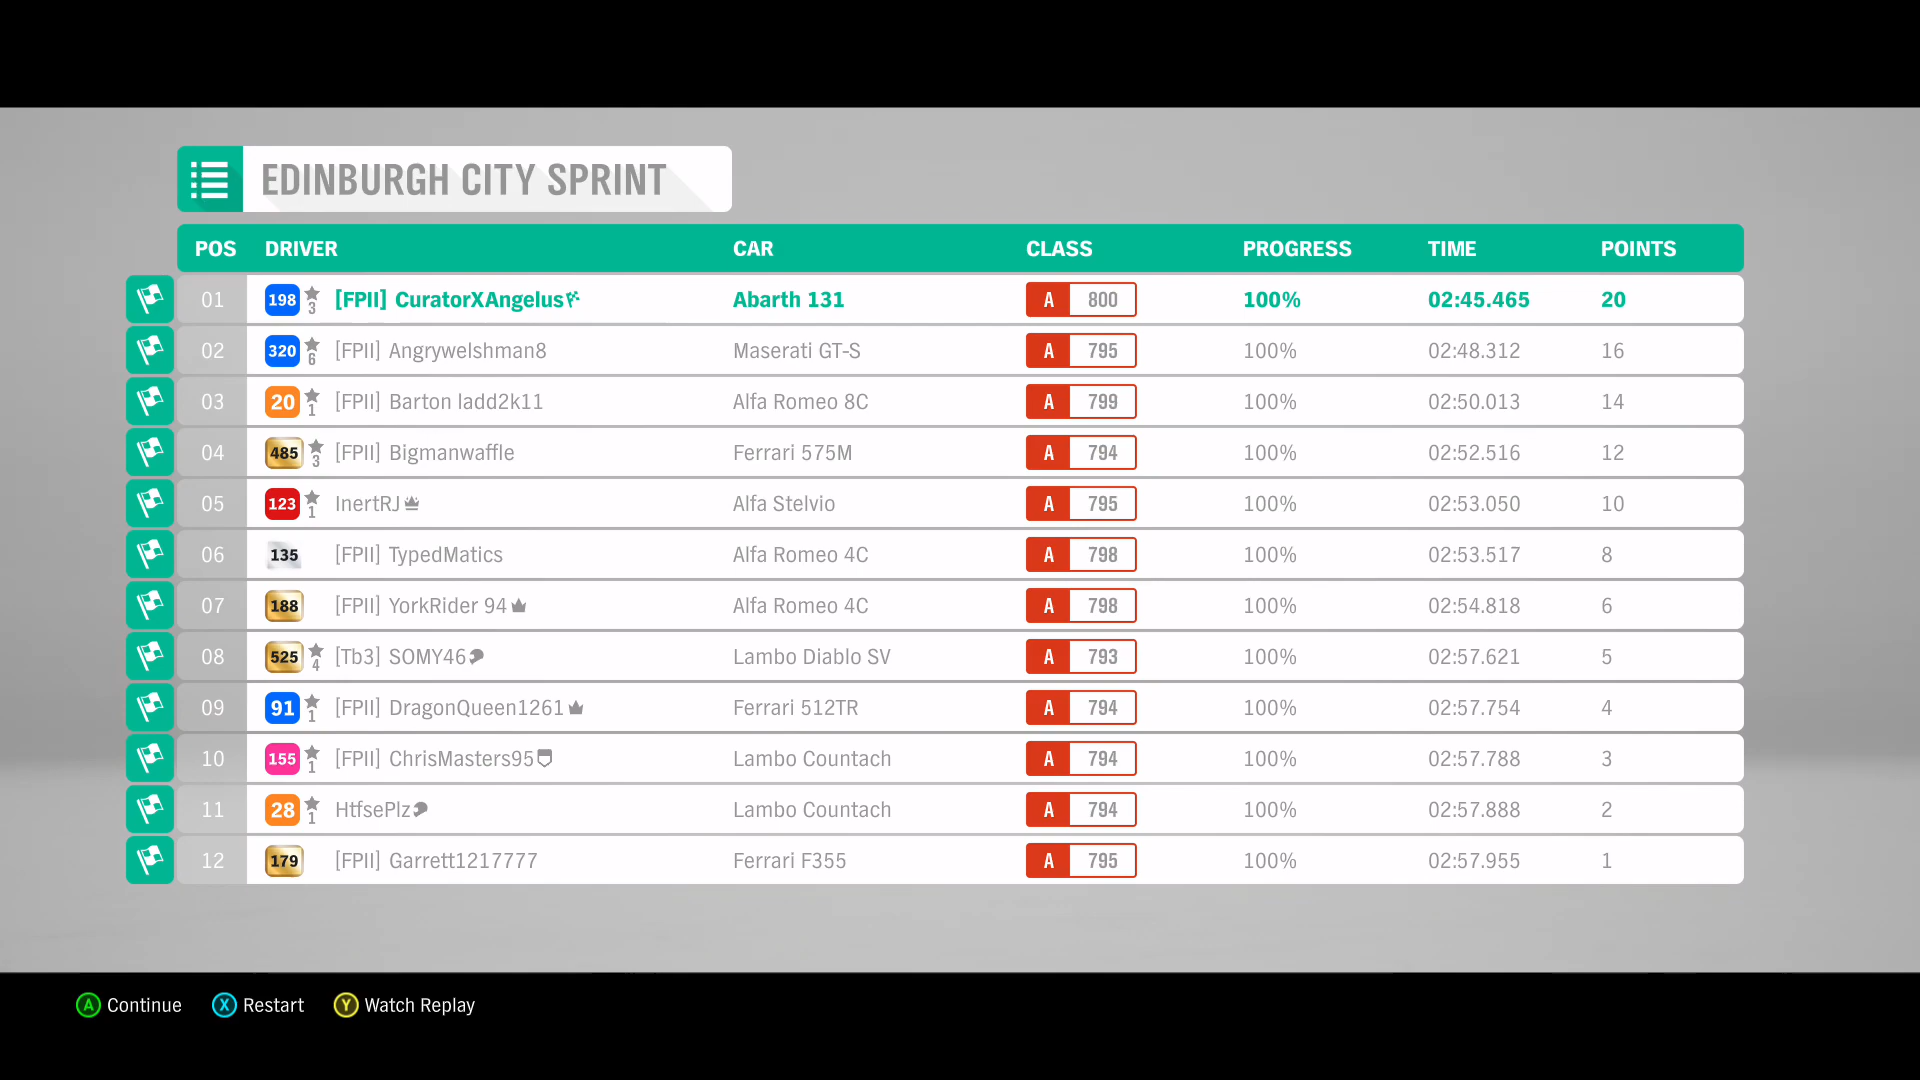 EDINBURGH CITY SPRINT
POS DRIVER CAR CLASS PROGRESS TIME POINTS
01 198 3 [FPII] CuratorXAngelus Abarth 131 A 800 100% 02:45.465 20
02 320 6 [FPII] Angrywelshman8 Maserati GT-S A 795 100% 02:48.312 16
03 20 1 [FPII] Barton ladd2k11 Alfa Romeo 8C A 799 100% 02:50.013 14
04 485 3 [FPII] Bigmanwaffle Ferrari 575M A 794 100% 02:52.516 12
05 123 1 InertRJ Alfa Stelvio A 795 100% 02:53.050 10
06 135 [FPII] TypedMatics Alfa Romeo 4C A 798 100% 02:53.517 8
07 188 [FPII] YorkRider 94 Alfa Romeo 4C A 798 100% 02:54.818 6
08 525 4 [Tb3] SOMY46 Lambo Diablo SV A 793 100% 02:57.621 5
09 91 1 [FPII] DragonQueen1261 Ferrari 512TR A 794 100% 02:57.754 4
10 155 1 [FPII] ChrisMasters95 Lambo Countach A 794 100% 02:57.788 3
11 28 1 HtfsePlz Lambo Countach A 794 100% 02:57.888 2
12 179 [FPII] Garrett1217777 Ferrari F355 A 795 100% 02:57.955 1
A Continue X Restart Y Watch Replay